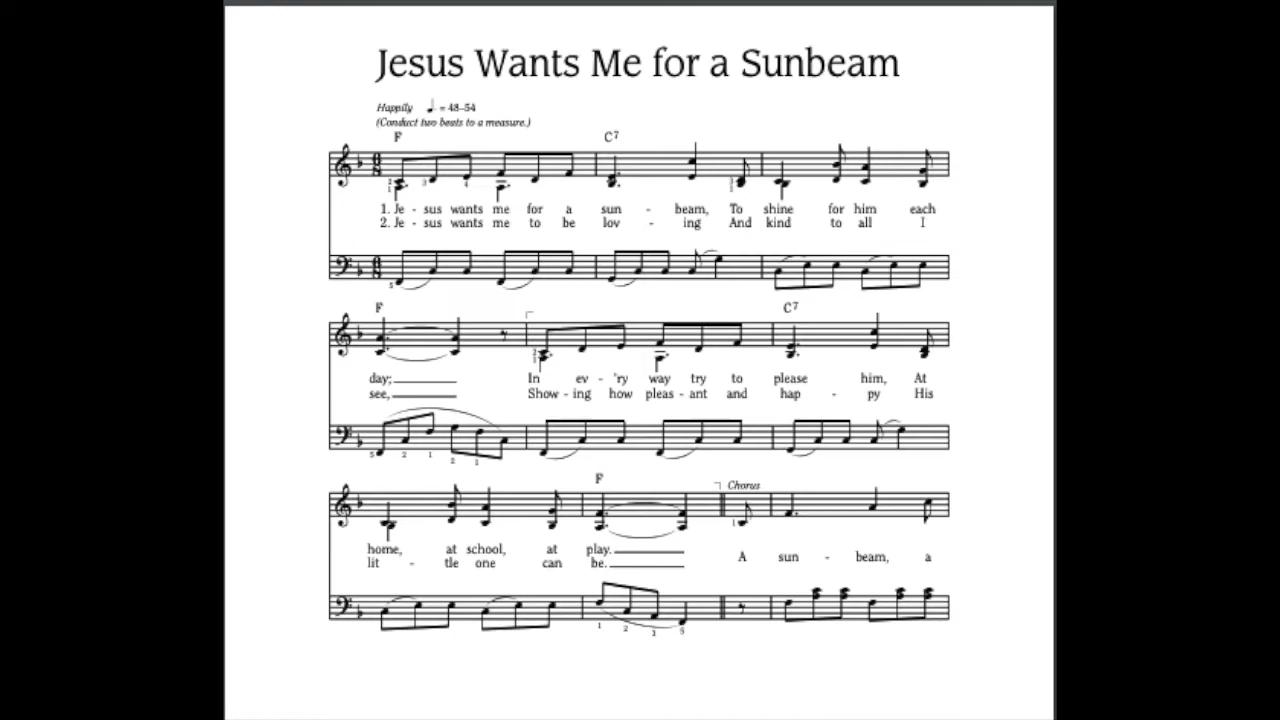 Jesus Wants Me for a Sunbeam
Happily ♩ = 48–54
(Conduct two beats to a measure.)
F C7
1. Je - sus wants me for a sun - beam, To shine for him each
2. Je - sus wants me to be lov - ing And kind to all I
F C7
day; In ev - 'ry way try to please him, At
see, Show - ing how pleas - ant and hap - py His
F Chorus
home, at school, at play. A sun - beam, a
lit - tle one can be.